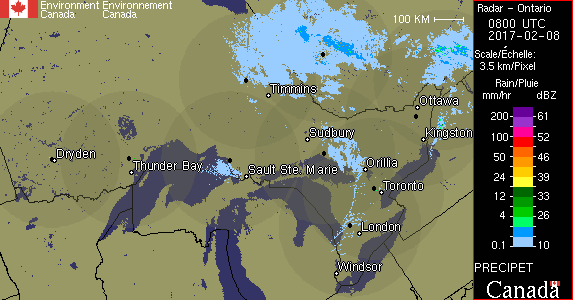 Environment Environnement
Canada Canada
100 KM
Timmins
Ottawa
Sudbury
Kingston
Dryden
Thunder Bay
Sault Ste. Marie
Orillia
Toronto
London
Windsor
Radar - Ontario
0800 UTC
2017-02-08
Scale/Échelle:
3.5 km/Pixel
Rain/Pluie
mm/hr dBZ
200 61
100 52
50 46
24 39
12 33
4 26
0.1 10
PRECIPET
Canada